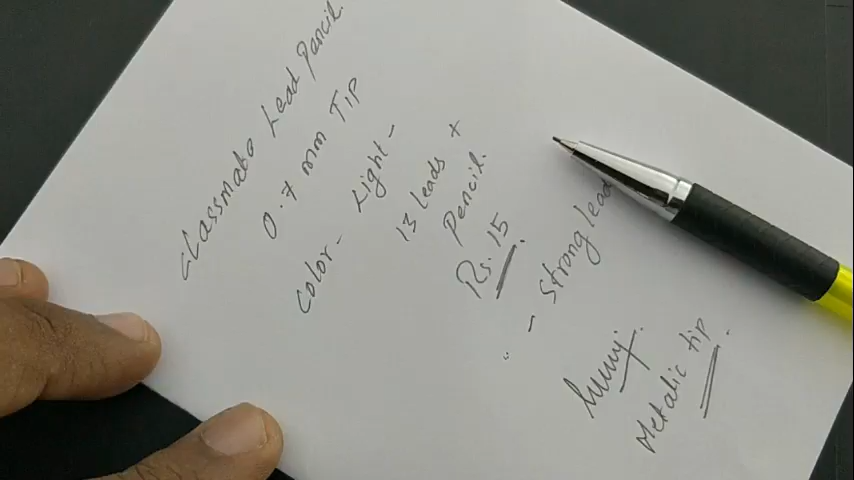 Classmate Lead Pencil.
0.7 mm TIP
Color - Light -
13 Leads +
Pencil.
Rs. 15.
- Strong lead
Metalic tip.